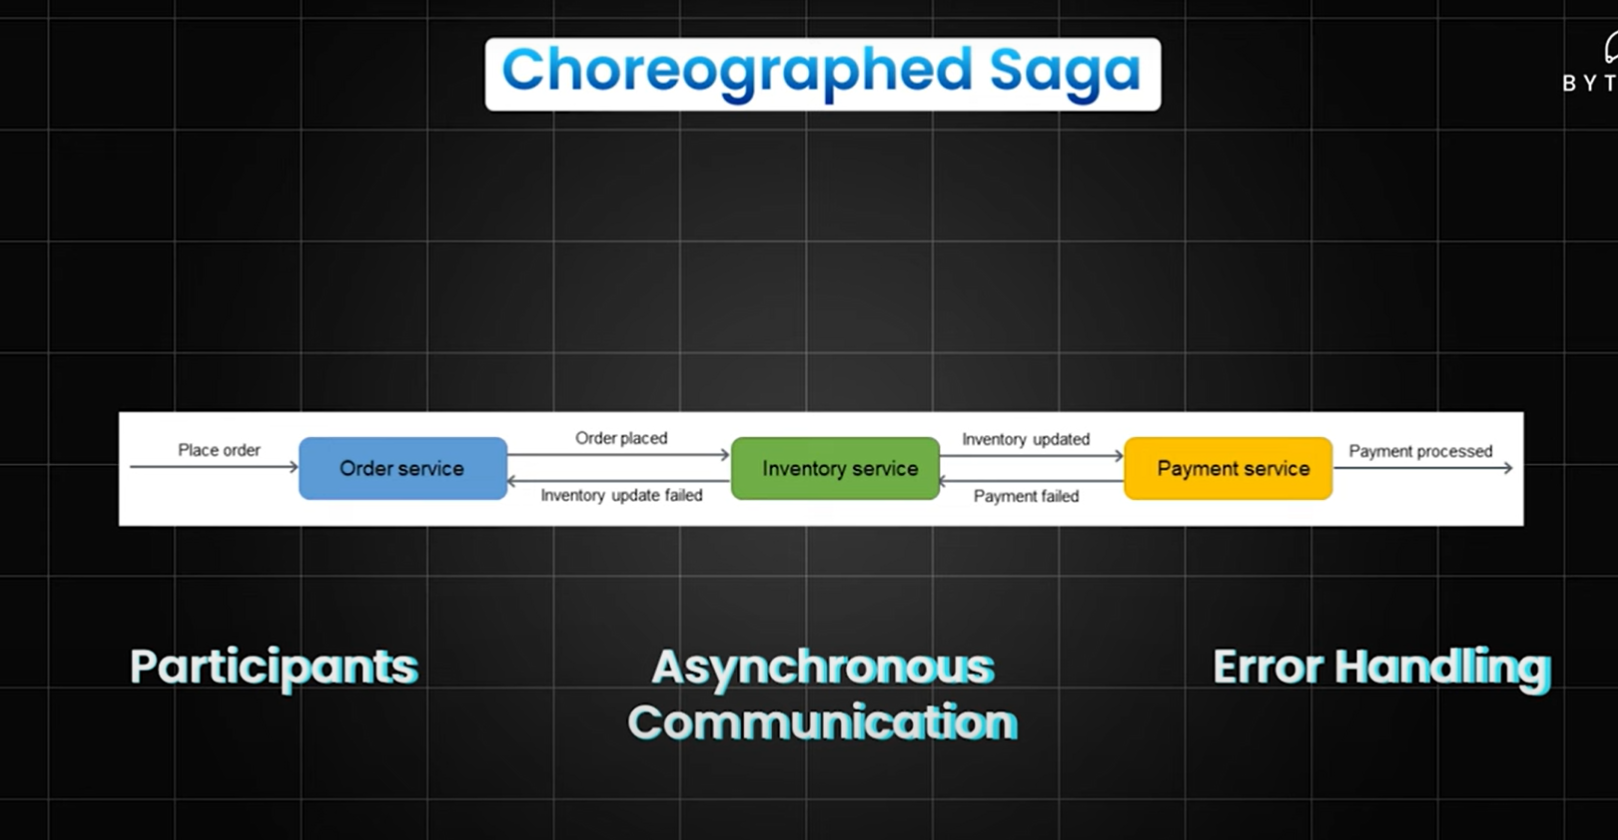 Choreographed Saga
BYT
Place order
Order service
Order placed
Inventory update failed
Inventory service
Inventory updated
Payment failed
Payment service
Payment processed
Participants
Asynchronous
Communication
Error Handling